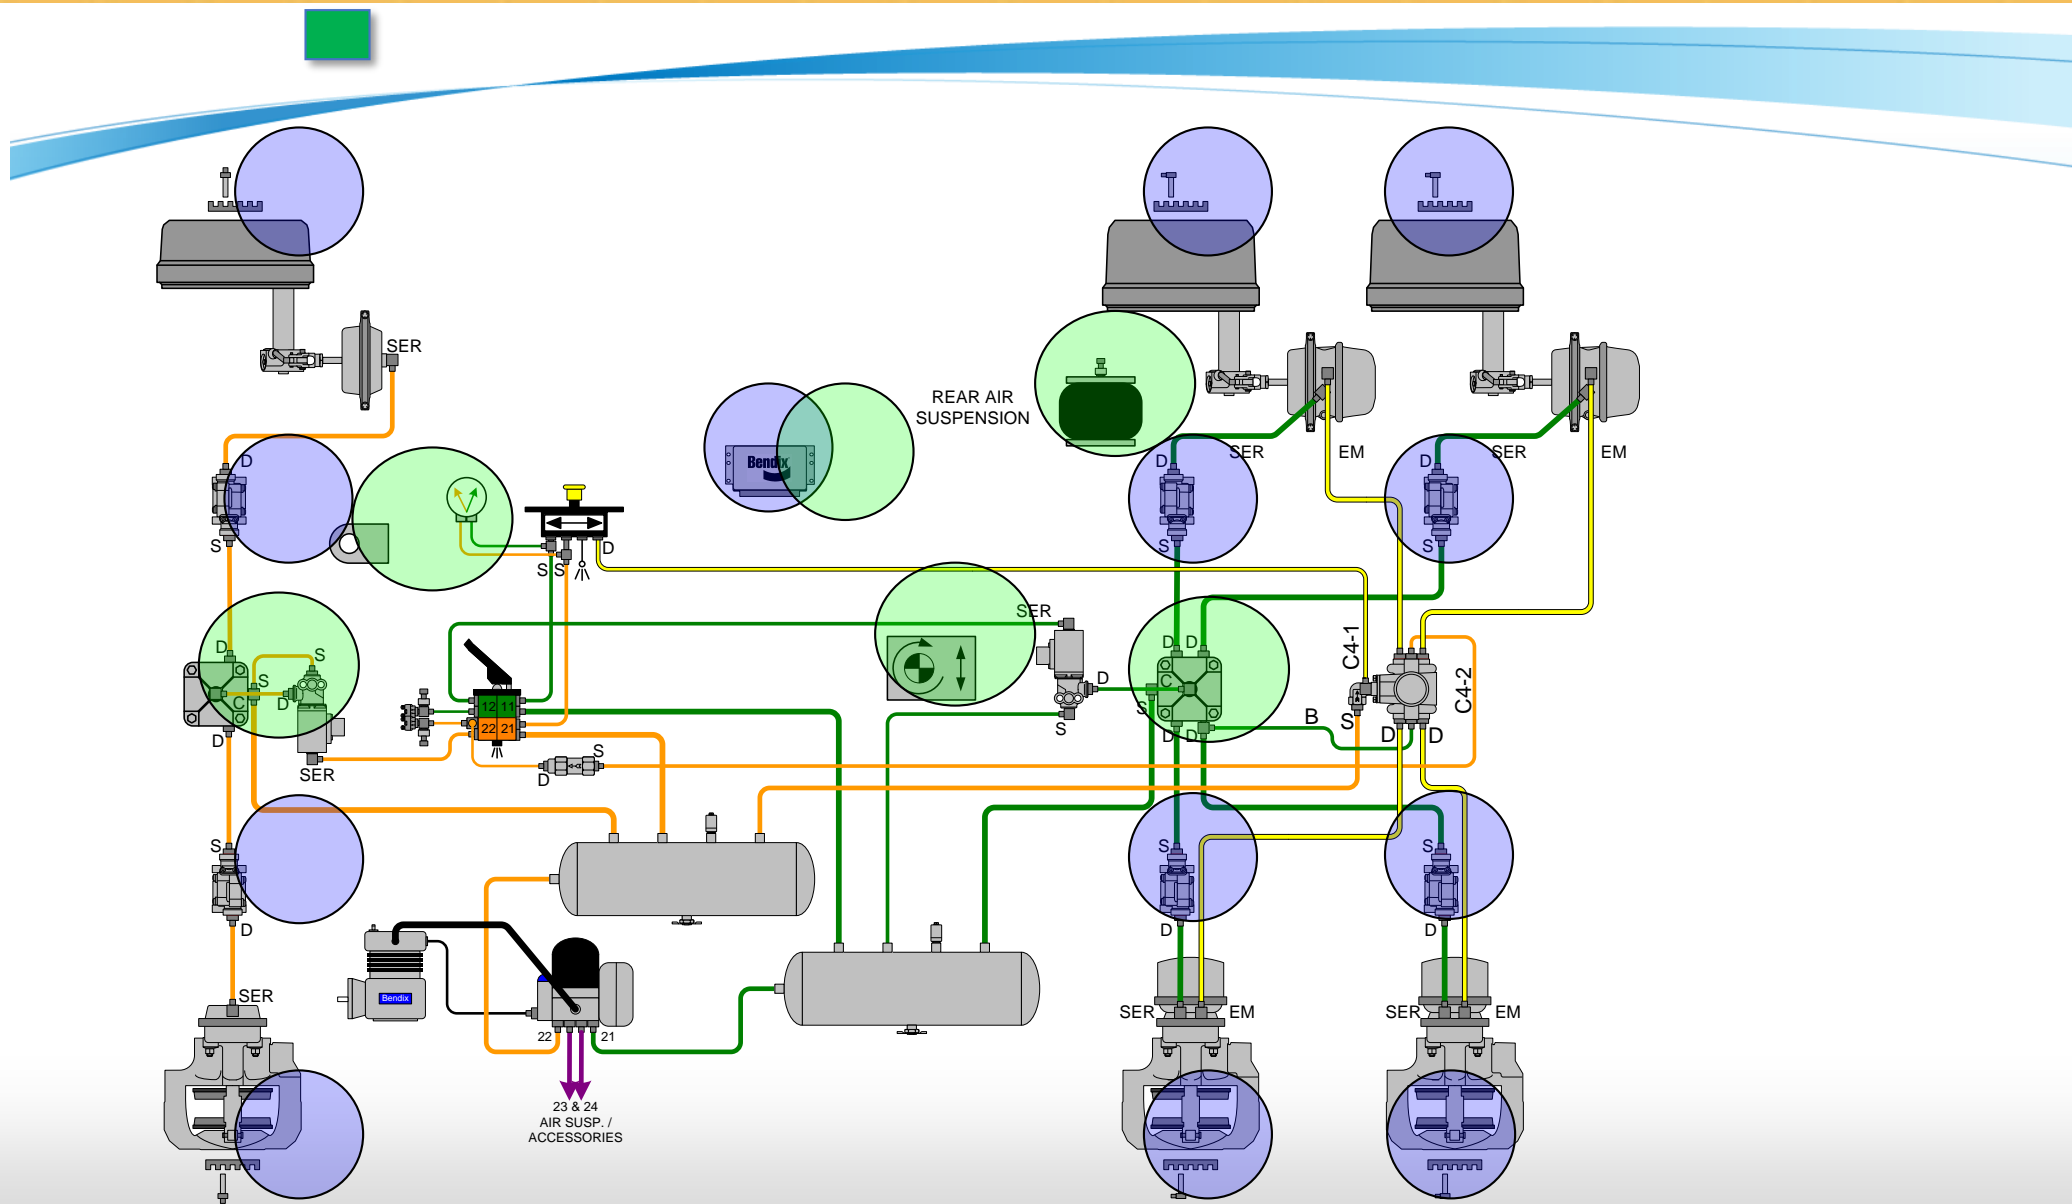 SER
REAR AIR
SUSPENSION
SER
EM
SER
EM
D
D
D
Bendix
S
S
S
D
S S
SER
C4-1
D
S
S
D
C
D
D D
C
D
C4-2
12 11
22 21
S
S
S
B
D
D D
D D
SER
S
D
S
S
S
D
D
D
SER
Bendix
SER
EM
SER
EM
22
21
23 & 24
AIR SUSP. /
ACCESSORIES